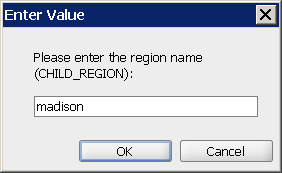 Enter Value
Please enter the region name
(CHILD_REGION):
madison
OK
Cancel